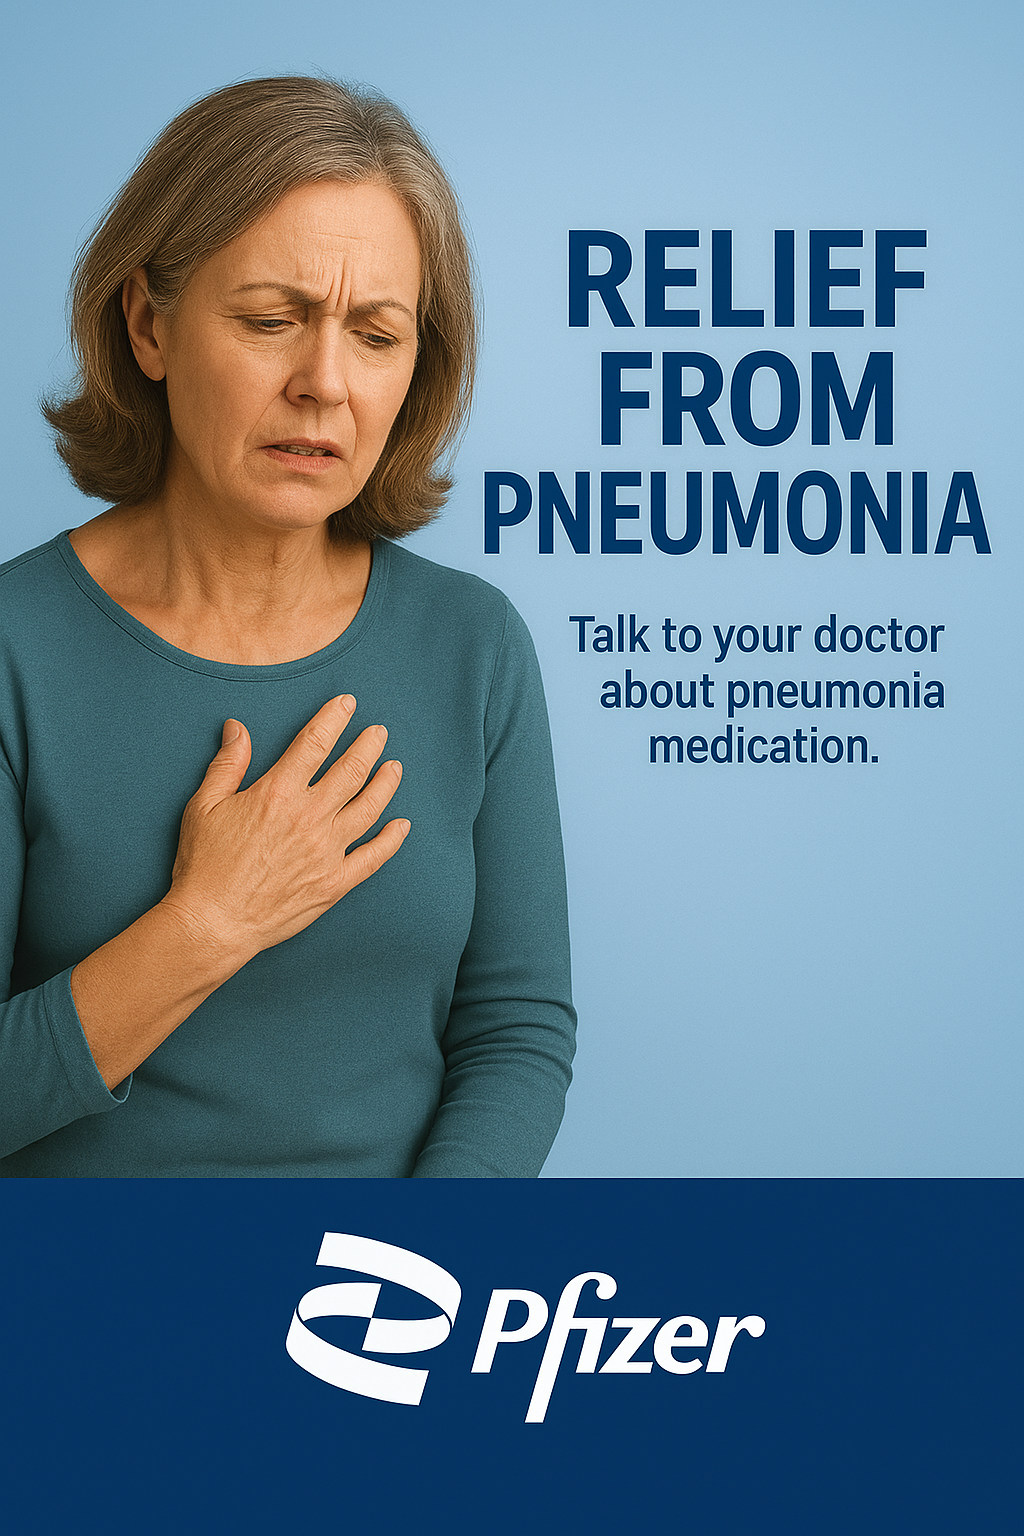 RELIEF
FROM
PNEUMONIA
Talk to your doctor
about pneumonia
medication.
Pfizer